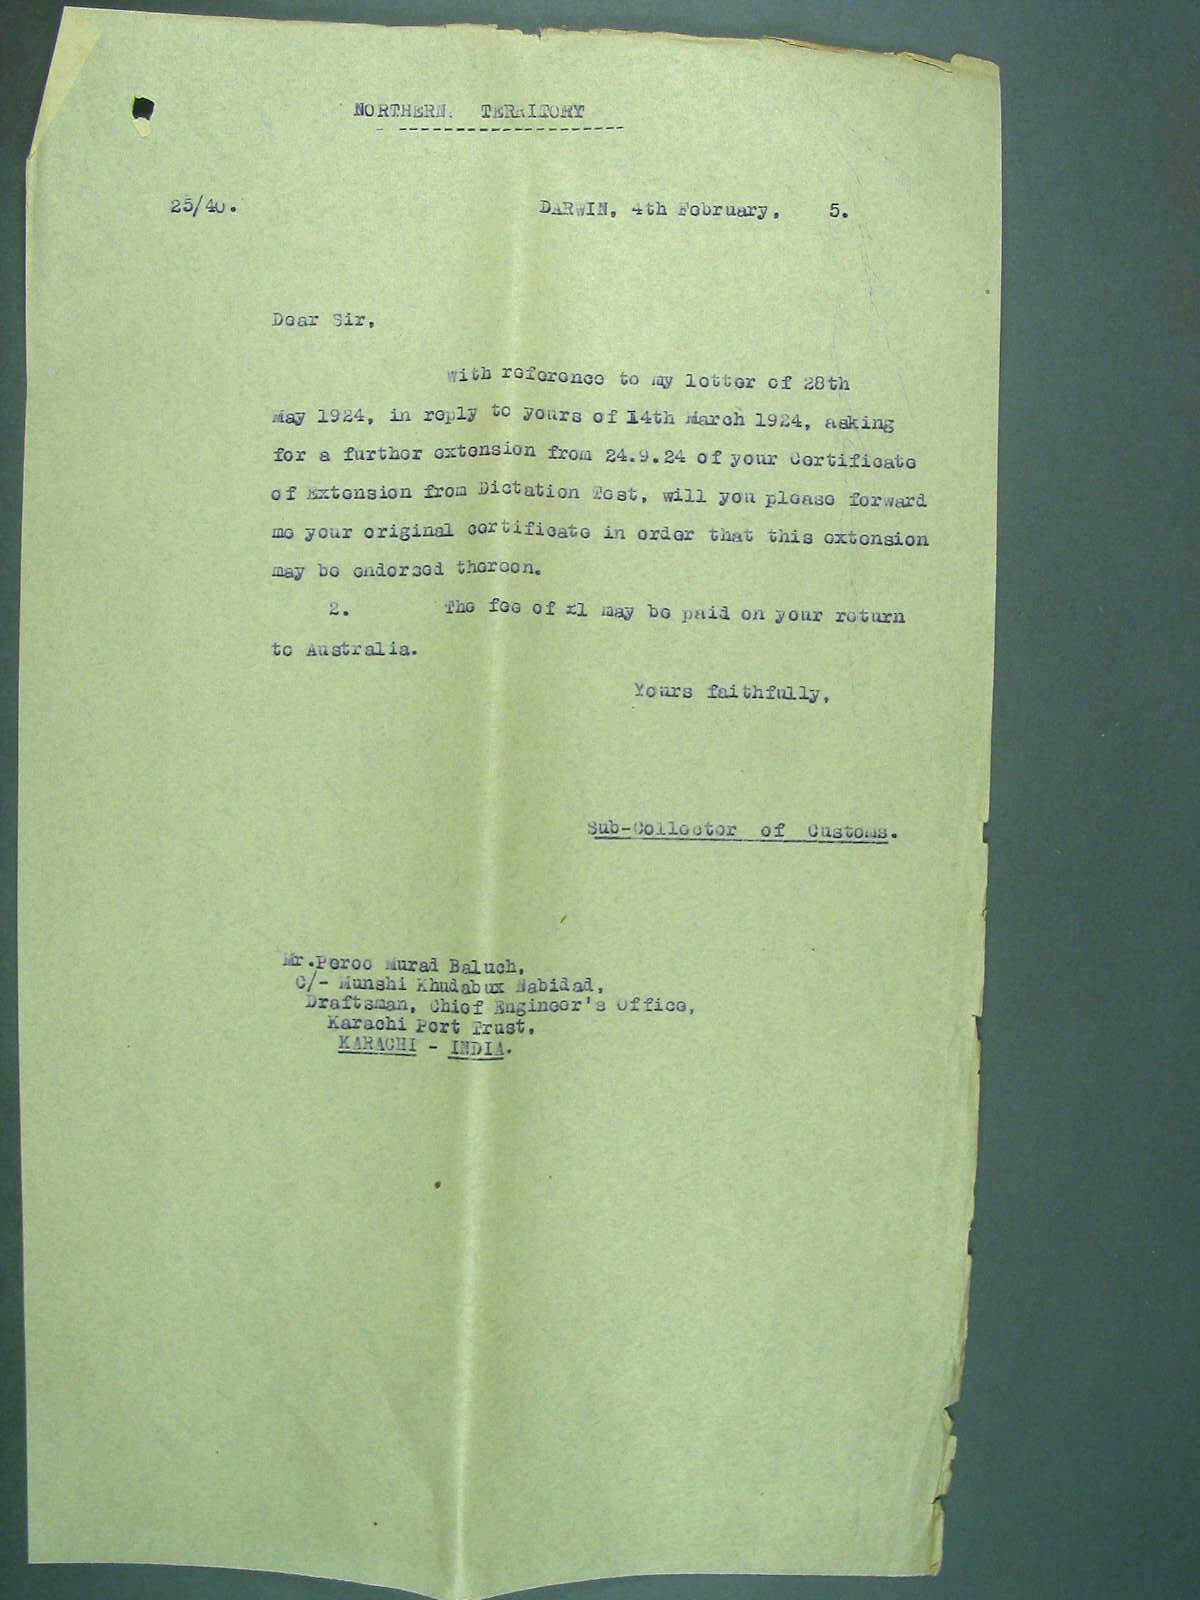 NORTHERN. TERRITORY
25/40.
DARWIN, 4th February, 5.
Dear Sir,
With reference to my letter of 28th
May 1924, in reply to yours of 14th March 1924, asking
for a further extension from 24.9.24 of your Certificate
of Extension from Dictation Test, will you please forward
me your original certificate in order that this extension
may be endorsed thereon.
2. The fee of £1 may be paid on your return
to Australia.
Yours faithfully,
Sub-Collector of Customs.
Mr.Peroo Murad Baluch,
C/- Munshi Khudabux Nabidad,
Draftsman, Chief Engineer's Office,
Karachi Port Trust,
KARACHI - INDIA.